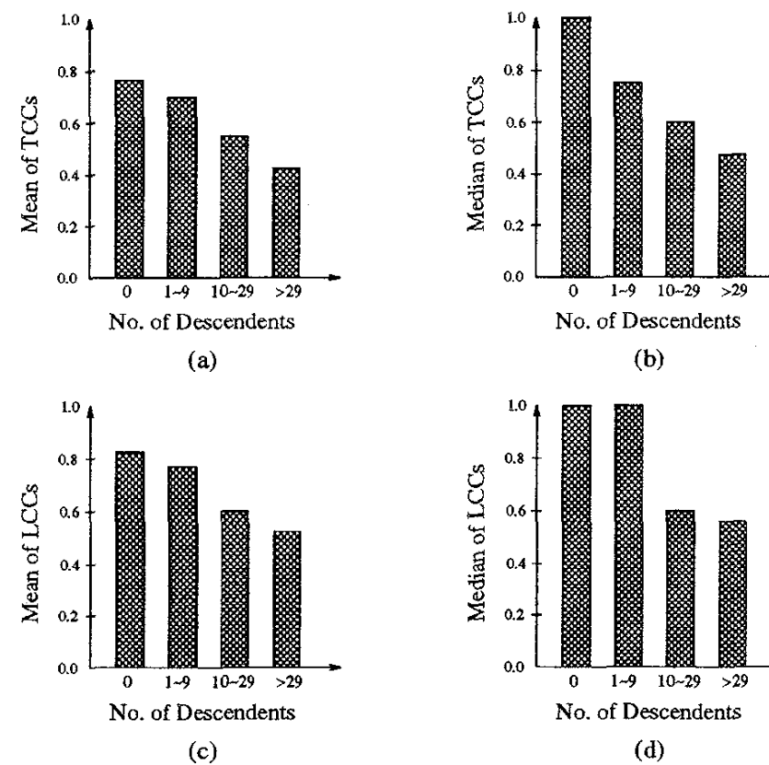 1.0
0.8
0.6
0.4
0.2
0.0
Mean of TCCs
0 1~9 10~29 >29
No. of Descendents
(a)
1.0
0.8
0.6
0.4
0.2
0.0
Median of TCCs
0 1~9 10~29 >29
No. of Descendents
(b)
1.0
0.8
0.6
0.4
0.2
0.0
Mean of LCCs
0 1~9 10~29 >29
No. of Descendents
(c)
1.0
0.8
0.6
0.4
0.2
0.0
Median of LCCs
0 1~9 10~29 >29
No. of Descendents
(d)